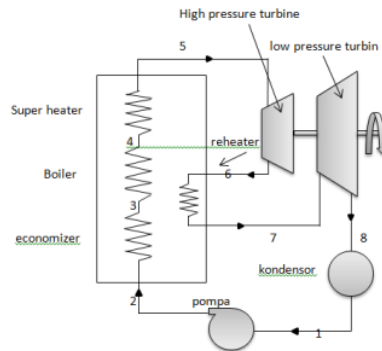 High pressure turbine
low pressure turbin
5
Super heater
4
reheater
6
Boiler
3
economizer
7
8
kondensor
2
pompa
1